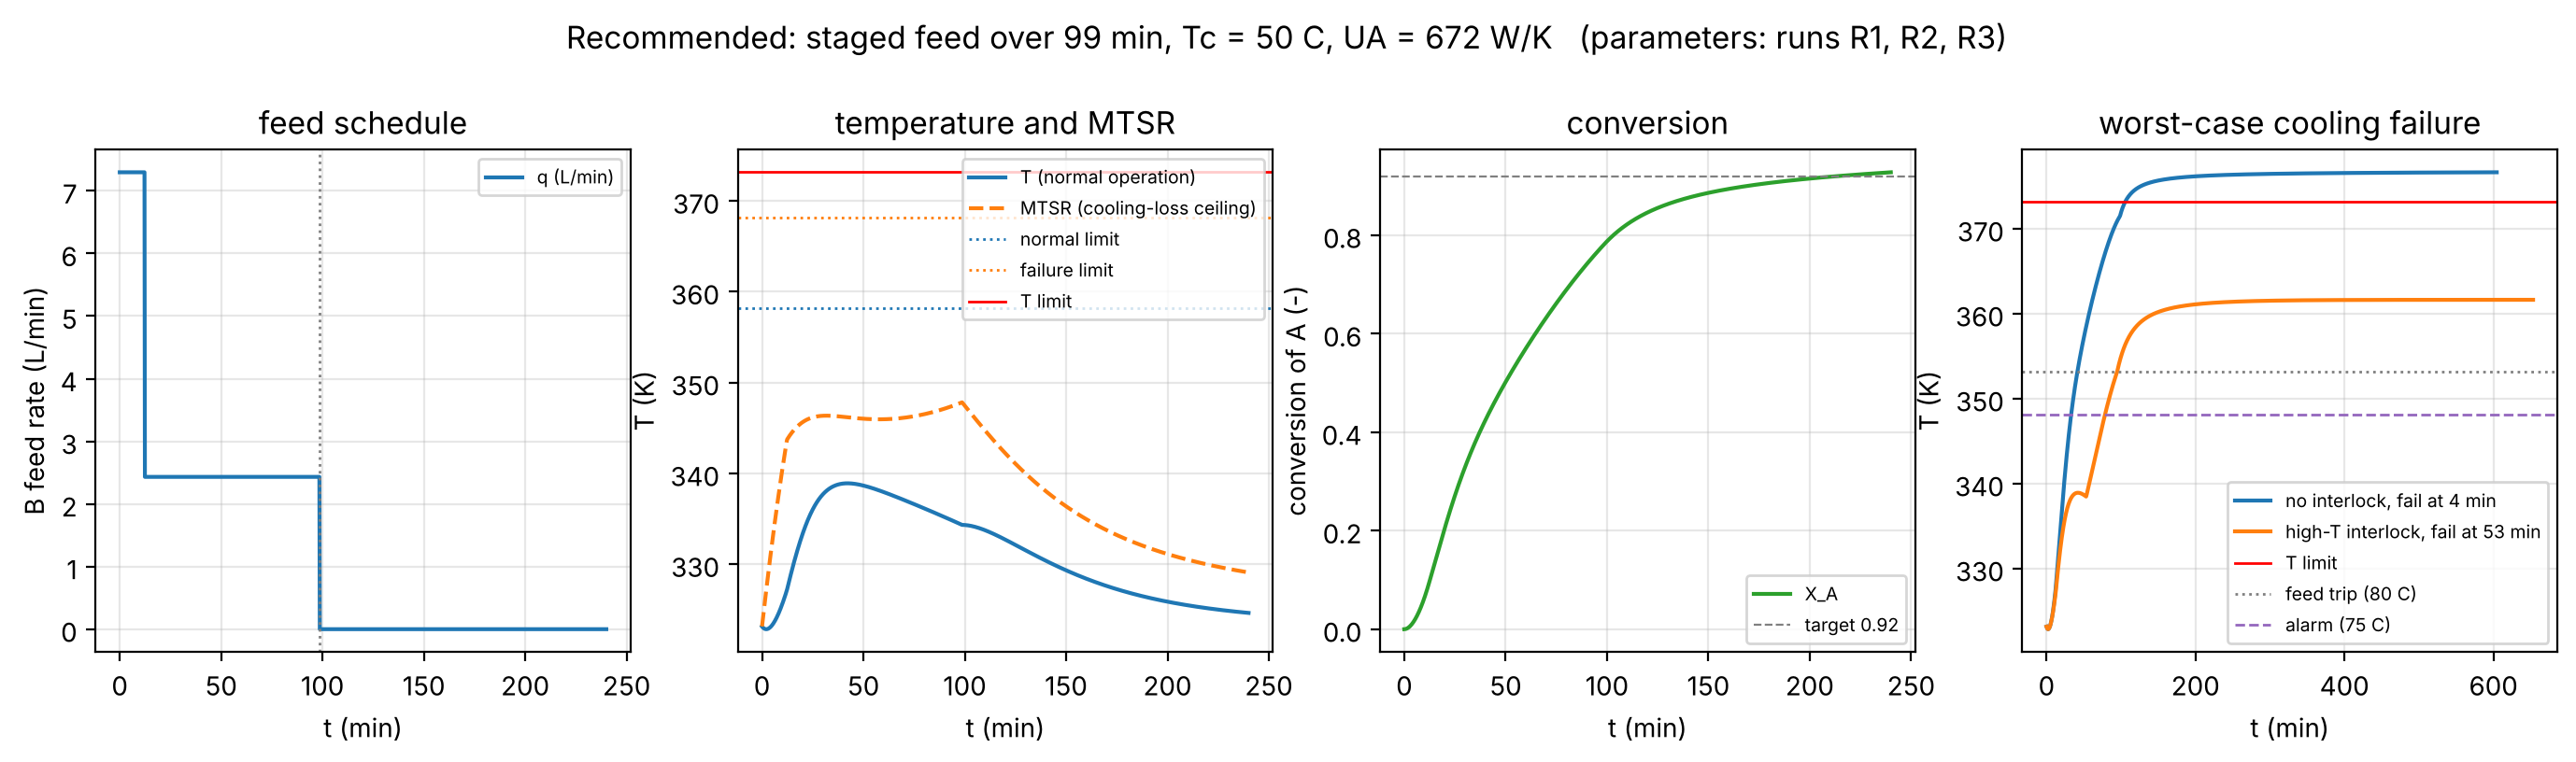 Recommended: staged feed over 99 min, Tc = 50 C, UA = 672 W/K (parameters: runs R1, R2, R3)
feed schedule
q (L/min)
B feed rate (L/min)
7
6
5
4
3
2
1
0
0 50 100 150 200 250
t (min)
temperature and MTSR
T (normal operation)
MTSR (cooling-loss ceiling)
normal limit
failure limit
T limit
T (K)
370
360
350
340
330
0 50 100 150 200 250
t (min)
conversion
conversion of A (-)
0.8
0.6
0.4
0.2
0.0
X_A
target 0.92
0 50 100 150 200 250
t (min)
worst-case cooling failure
T (K)
370
360
350
340
330
no interlock, fail at 4 min
high-T interlock, fail at 53 min
T limit
feed trip (80 C)
alarm (75 C)
0 200 400 600
t (min)